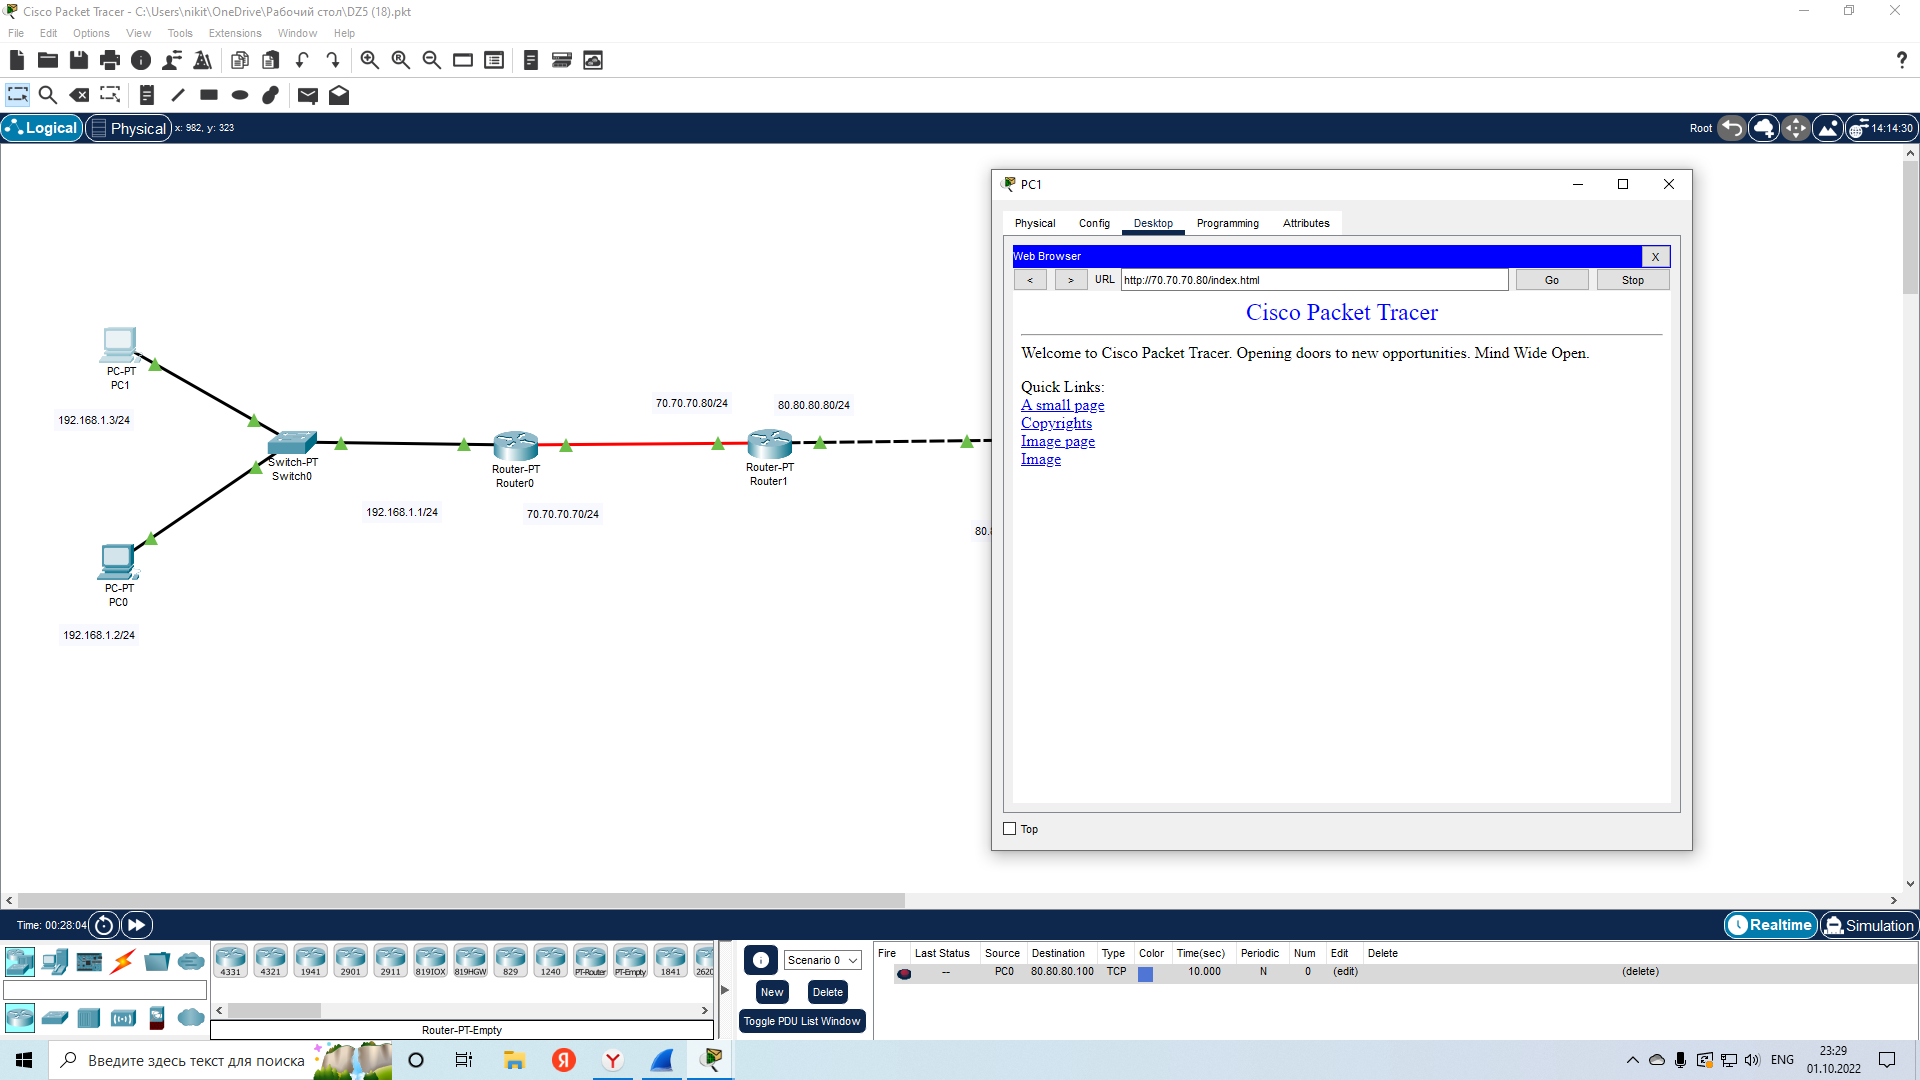 Cisco Packet Tracer - C:\Users\nikit\OneDrive\Рабочий стол\DZ5 (18).pkt
File Edit Options View Tools Extensions Window Help
Logical Physical x: 982, y: 323 Root 14:14:30
PC-PT
PC1
192.168.1.3/24
Switch-PT
Switch0
PC-PT
PC0
192.168.1.2/24
192.168.1.1/24
Router-PT
Router0
70.70.70.70/24
70.70.70.80/24
80.80.80.80/24
Router-PT
Router1
80.8
PC1
Physical Config Desktop Programming Attributes
Web Browser X
< > URL http://70.70.70.80/index.html Go Stop
Cisco Packet Tracer
Welcome to Cisco Packet Tracer. Opening doors to new opportunities. Mind Wide Open.
Quick Links:
A small page
Copyrights
Image page
Image
Top
Time: 00:28:04 Realtime Simulation
4331 4321 1941 2901 2911 819IOX 819HGW 829 1240 PT-Router PT-Empty 1841 2620
Router-PT-Empty
Scenario 0
New Delete
Toggle PDU List Window
Fire Last Status Source Destination Type Color Time(sec) Periodic Num Edit Delete
-- PC0 80.80.80.100 TCP 10.000 N 0 (edit) (delete)
Введите здесь текст для поиска
Я Y
ENG 23:29
01.10.2022